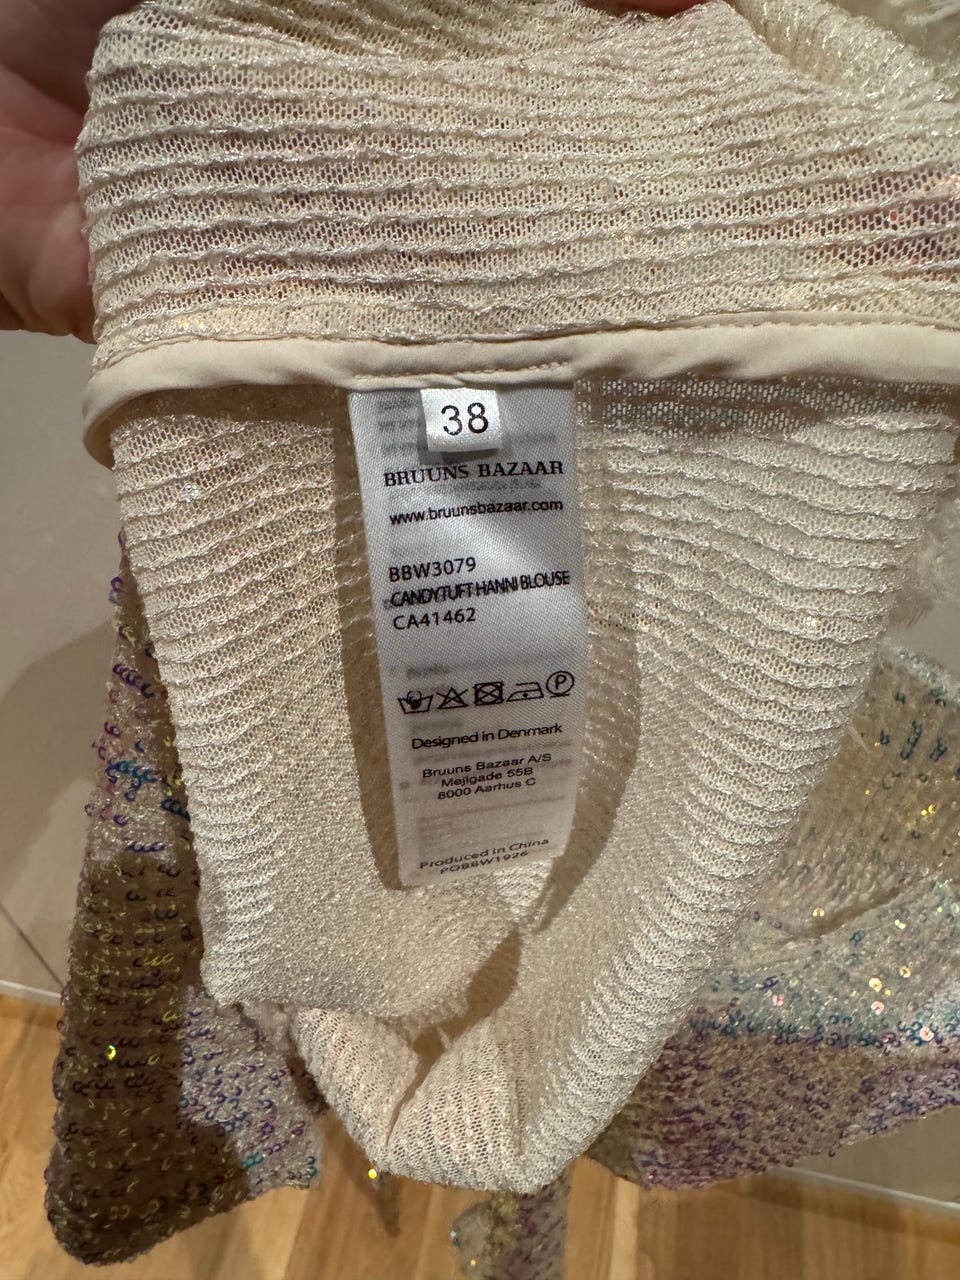 38
BRUUNS BAZAAR
www.bruunsbazaar.com
BBW3079
CANDYTUFT HANNI BLOUSE
CA41462
P
Designed in Denmark
Bruuns Bazaar A/S
Mejlgade 55B
8000 Aarhus C
Produced in China
POBBW1926